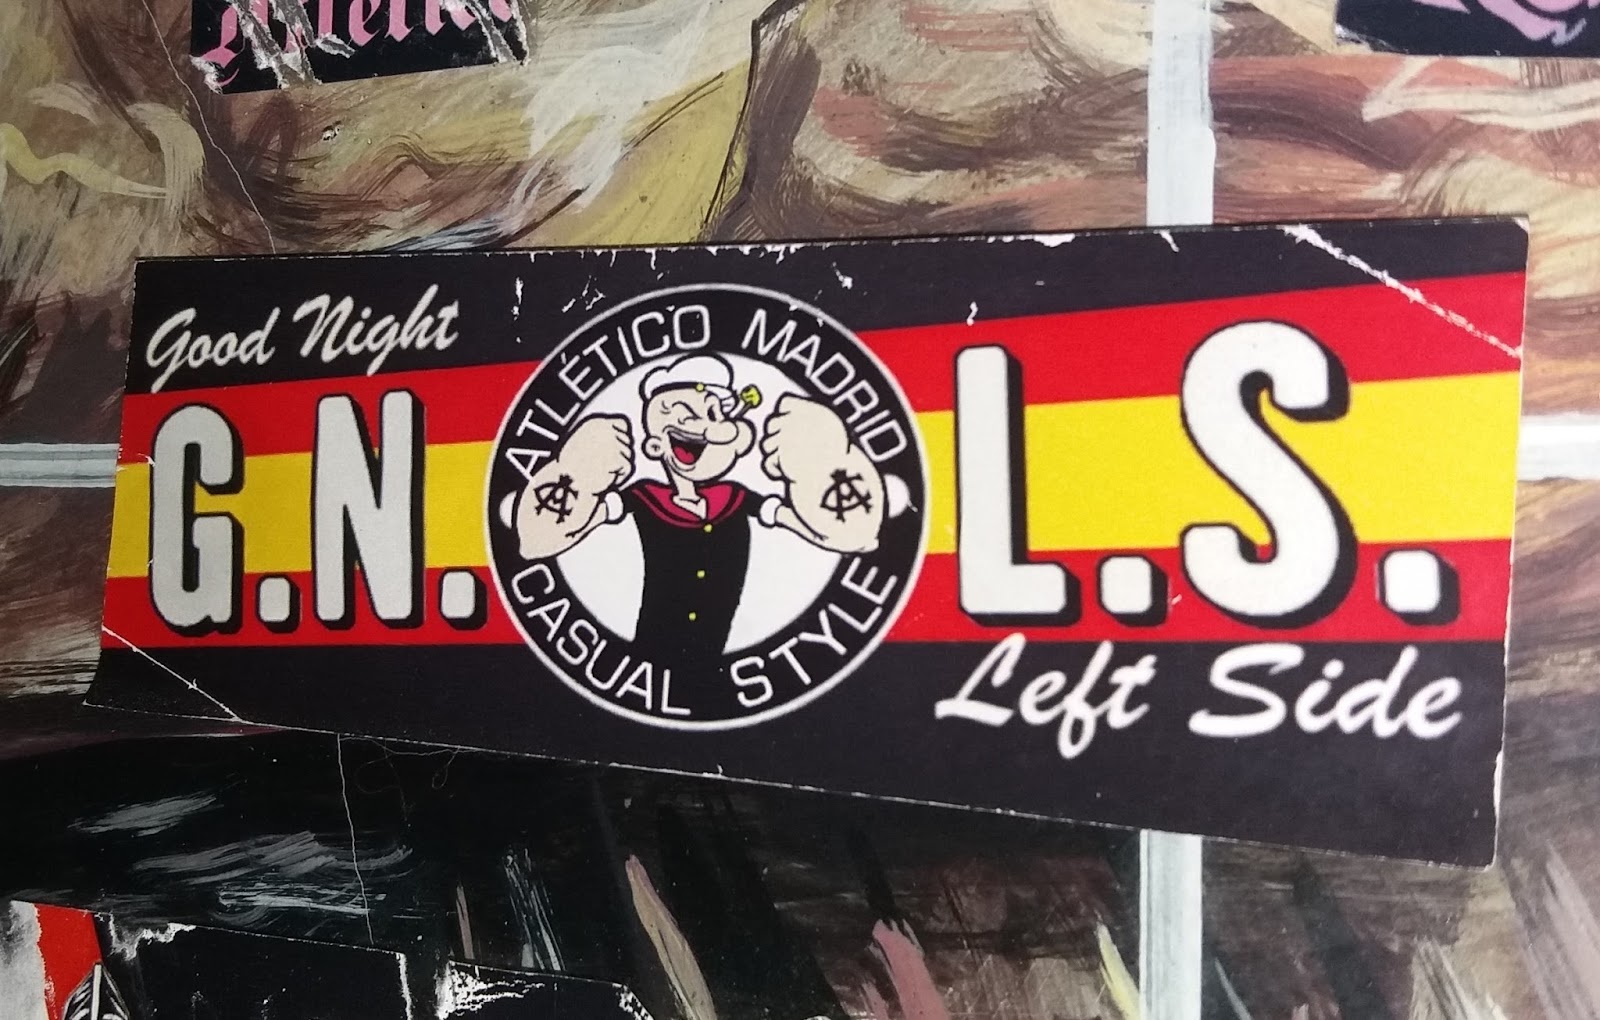 Good Night
G.N.
ATLÉTICO MADRID
CASUAL STYLE
L.S.
Left Side